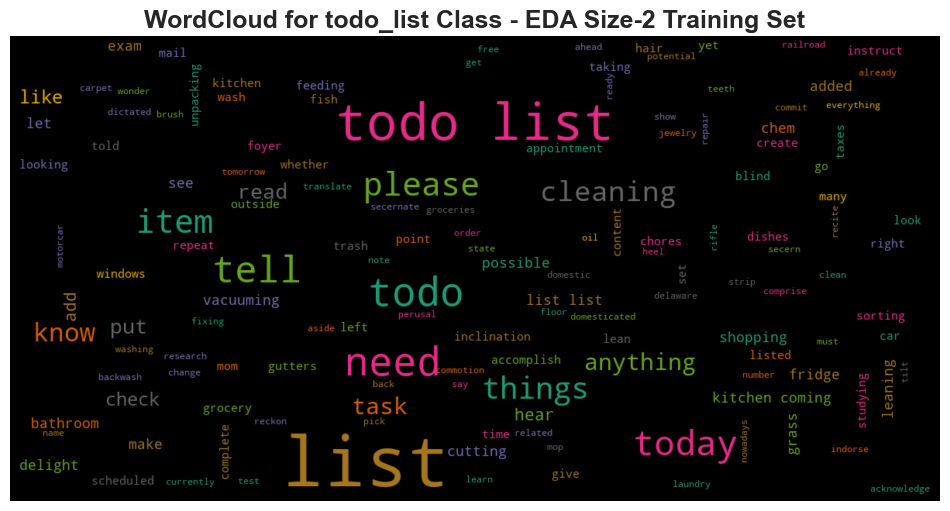 WordCloud for todo_list Class - EDA Size-2 Training Set
exam
mail
free
get
ahead
hair
potential
yet
railroad
instruct
already
carpet
wonder
unpacking
kitchen
wash
feeding
fish
taking
ready
teeth
added
like
dictated
brush
todo list
show
repair
commit
everything
let
jewelry
chem
create
taxes
told
foyer
appointment
looking
whether
go
tomorrow
see
read
translate
please
cleaning
blind
many
outside
secernate
groceries
recite
look
item
order
content
motorcar
repeat
trash
point
state
oil
chores
heel
rifle
dishes
secern
right
windows
tell
note
possible
domestic
set
strip
clean
add
vacuuming
todo
list list
delaware
comprise
perusal
floor
domesticated
fixing
know
put
aside
left
inclination
lean
shopping
must
sorting
car
washing
research
change
mom
gutters
need
commotion
accomplish
anything
listed
number
fridge
tilt
backwash
back
say
things
studying
leaning
check
grocery
task
pick
hear
kitchen coming
bathroom
name
reckon
time
related
today
nowadays
grass
make
complete
list
cutting
mop
indorse
delight
scheduled
currently
test
learn
give
laundry
acknowledge